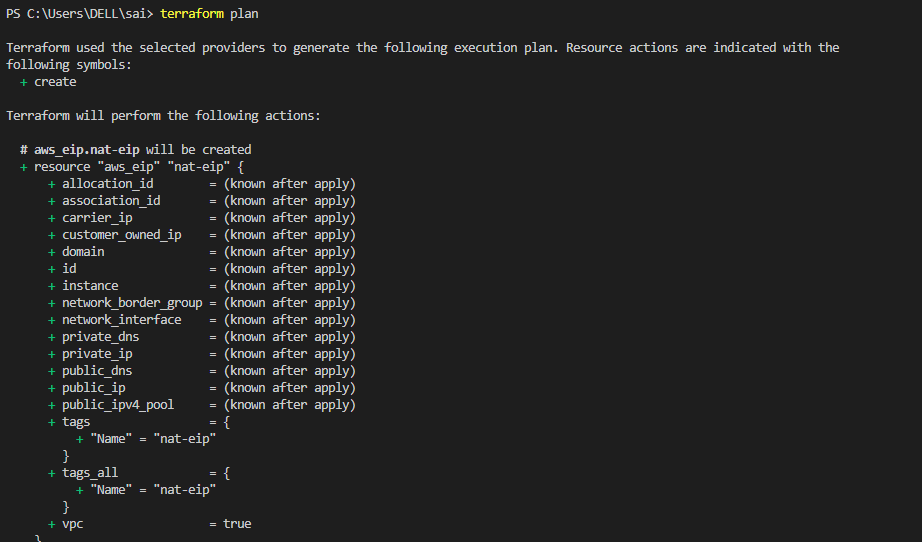 PS C:\Users\DELL\sai> terraform plan
Terraform used the selected providers to generate the following execution plan. Resource actions are indicated with the
following symbols:
+ create
Terraform will perform the following actions:
# aws_eip.nat-eip will be created
+ resource "aws_eip" "nat-eip" {
+ allocation_id = (known after apply)
+ association_id = (known after apply)
+ carrier_ip = (known after apply)
+ customer_owned_ip = (known after apply)
+ domain = (known after apply)
+ id = (known after apply)
+ instance = (known after apply)
+ network_border_group = (known after apply)
+ network_interface = (known after apply)
+ private_dns = (known after apply)
+ private_ip = (known after apply)
+ public_dns = (known after apply)
+ public_ip = (known after apply)
+ public_ipv4_pool = (known after apply)
+ tags = {
+ "Name" = "nat-eip"
}
+ tags_all = {
+ "Name" = "nat-eip"
}
+ vpc = true
}